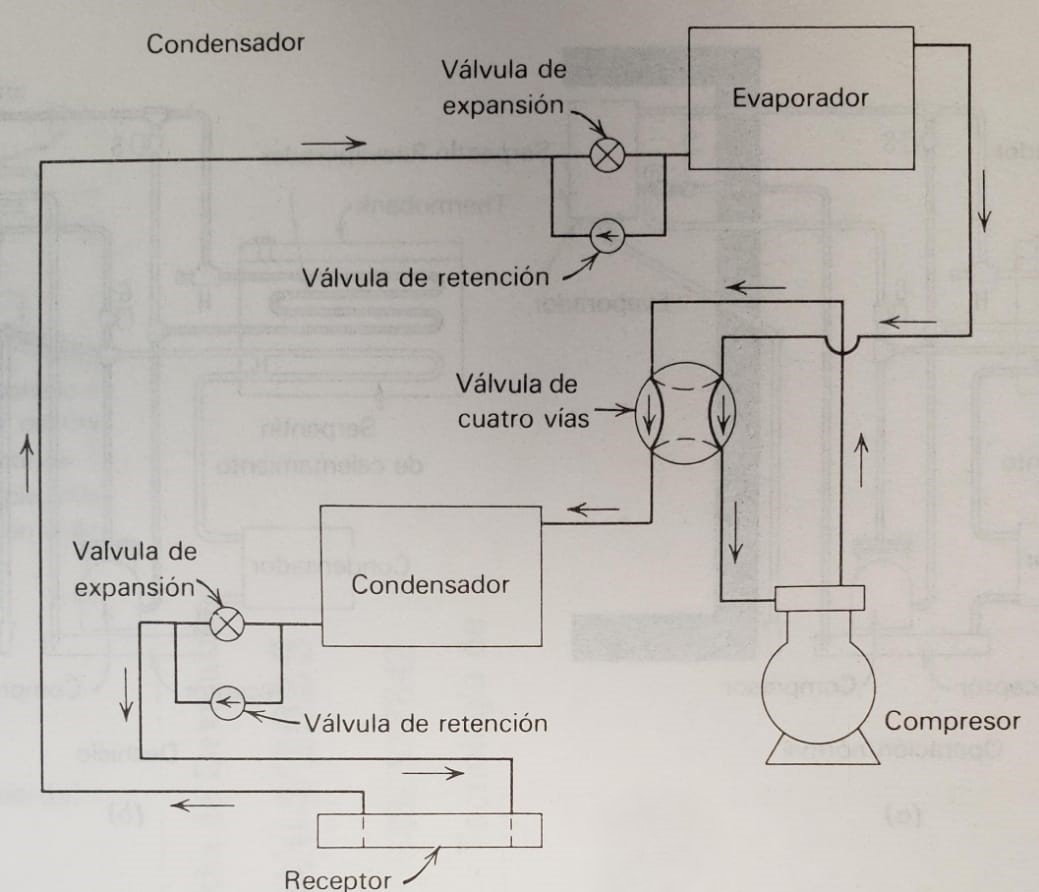 Condensador
Válvula de
expansión
Evaporador
Válvula de retención
Válvula de
cuatro vías
Valvula de
expansión
Condensador
Válvula de retención
Compresor
Receptor